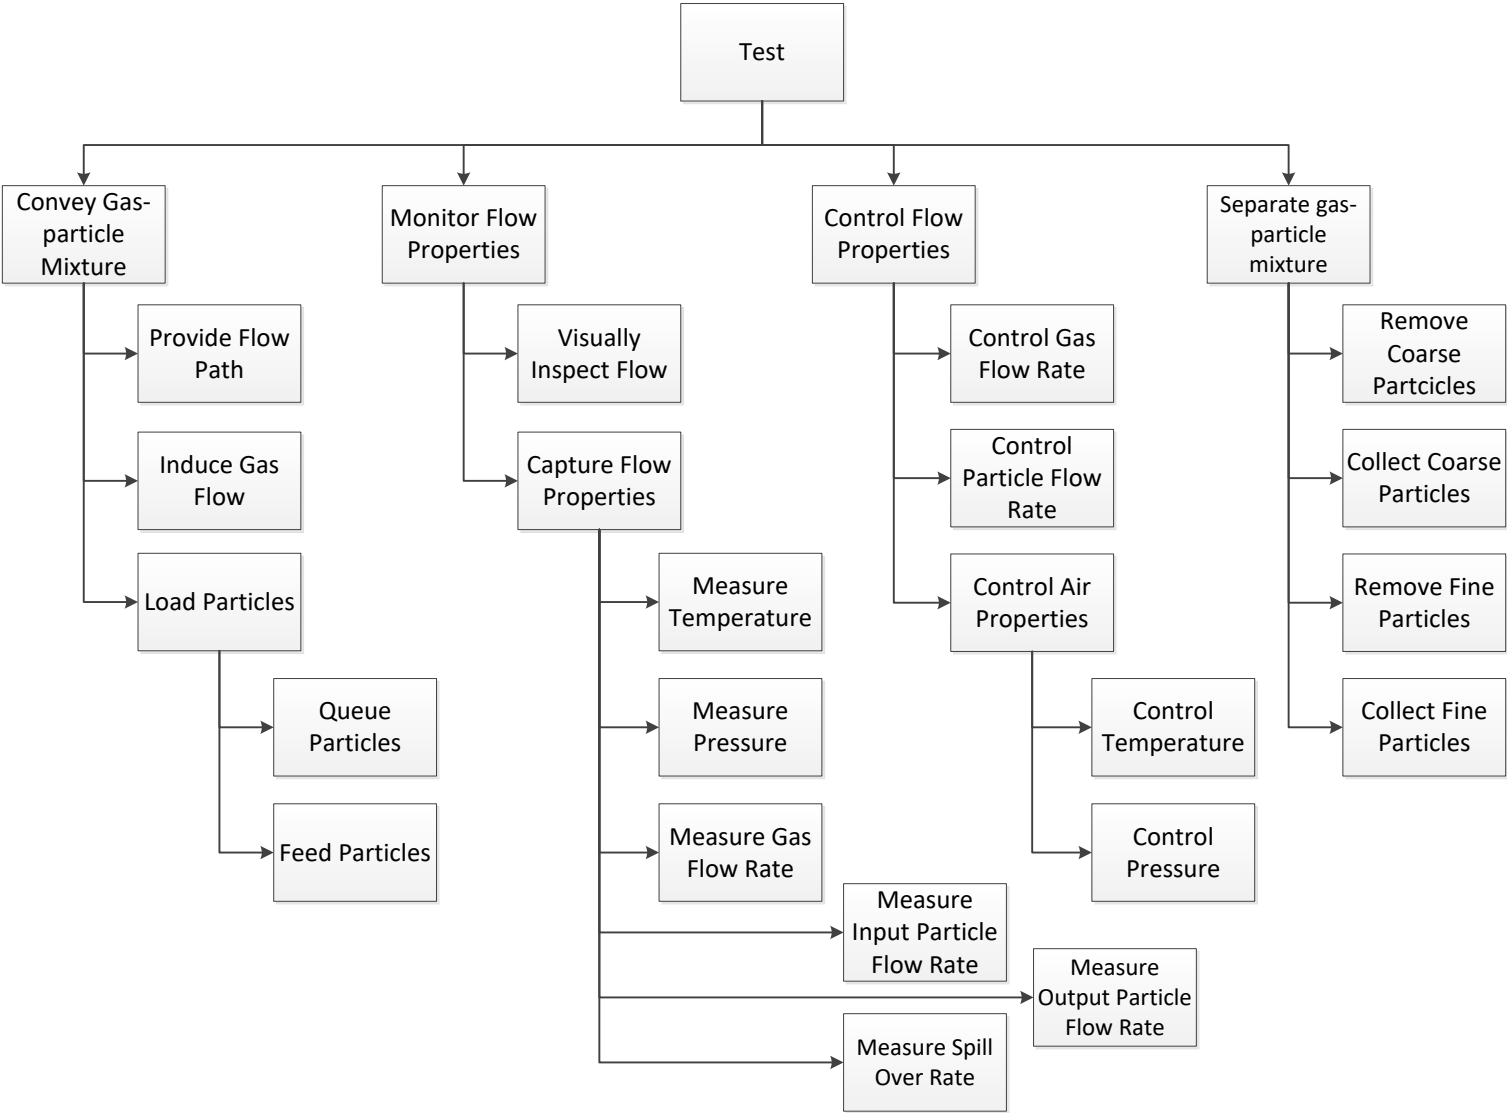 Test
Convey Gas-
particle
Mixture
Monitor Flow
Properties
Control Flow
Properties
Separate gas-
particle
mixture
Provide Flow
Path
Visually
Inspect Flow
Control Gas
Flow Rate
Remove
Coarse
Partcicles
Induce Gas
Flow
Capture Flow
Properties
Control
Particle Flow
Rate
Collect Coarse
Particles
Load Particles
Measure
Temperature
Control Air
Properties
Remove Fine
Particles
Queue
Particles
Measure
Pressure
Control
Temperature
Collect Fine
Particles
Feed Particles
Measure Gas
Flow Rate
Control
Pressure
Measure
Input Particle
Flow Rate
Measure
Output Particle
Flow Rate
Measure Spill
Over Rate